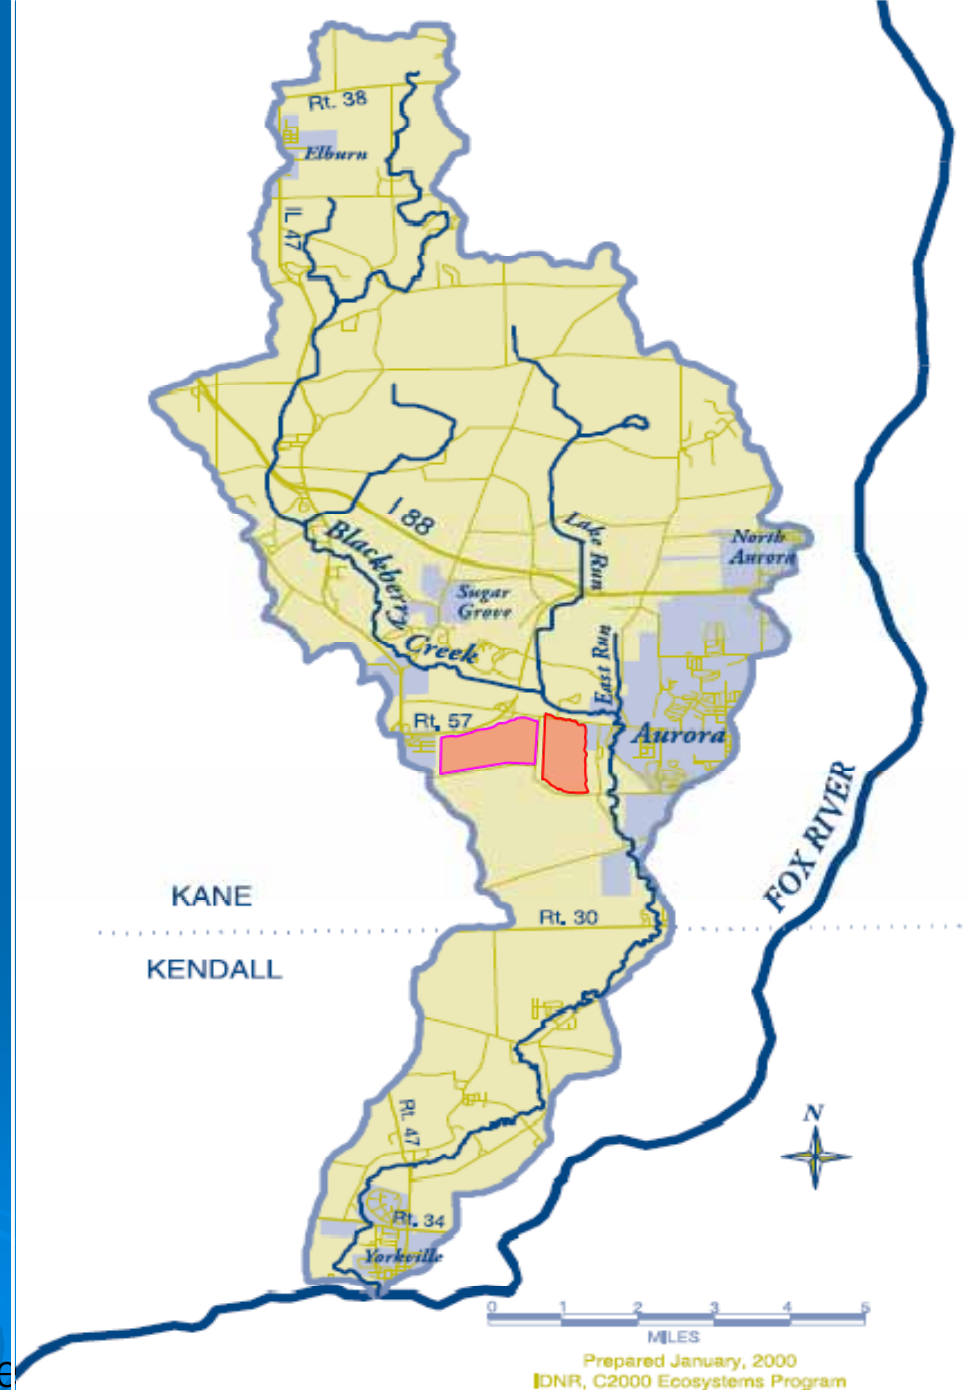 Rt. 38
Elburn
IL 47
I 88
Blackberry
Creek
Lake Run
North
Aurora
Sugar
Grove
East Run
Rt. 57
Aurora
FOX RIVER
KANE
Rt. 30
KENDALL
Rt. 47
N
Rt. 34
Yorkville
0 1 2 3 4 5
MILES
Prepared January, 2000
IDNR, C2000 Ecosystems Program